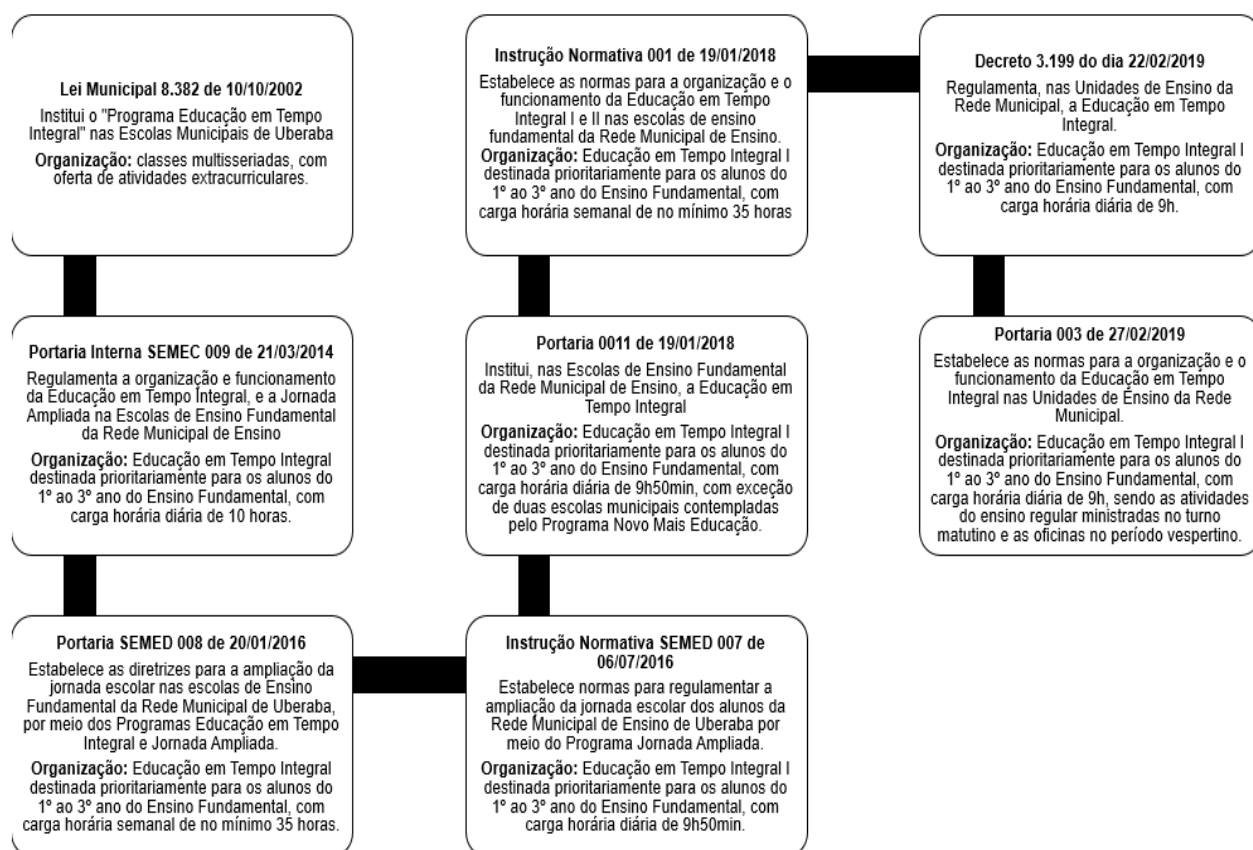 Lei Municipal 8.382 de 10/10/2002
Institui o "Programa Educação em Tempo
Integral" nas Escolas Municipais de Uberaba
Organização: classes multisseriadas, com
oferta de atividades extracurriculares.
Portaria Interna SEMEC 009 de 21/03/2014
Regulamenta a organização e funcionamento
da Educação em Tempo Integral, e a Jornada
Ampliada na Escolas de Ensino Fundamental
da Rede Municipal de Ensino
Organização: Educação em Tempo Integral
destinada prioritariamente para os alunos do
1º ao 3º ano do Ensino Fundamental, com
carga horária diária de 10 horas.
Portaria SEMED 008 de 20/01/2016
Estabelece as diretrizes para a ampliação da
jornada escolar nas escolas de Ensino
Fundamental da Rede Municipal de Uberaba,
por meio dos Programas Educação em Tempo
Integral e Jornada Ampliada.
Organização: Educação em Tempo Integral
destinada prioritariamente para os alunos do
1º ao 3º ano do Ensino Fundamental, com
carga horária semanal de no mínimo 35 horas.
Instrução Normativa SEMED 007 de
06/07/2016
Estabelece normas para regulamentar a
ampliação da jornada escolar dos alunos da
Rede Municipal de Ensino de Uberaba por
meio do Programa Jornada Ampliada.
Organização: Educação em Tempo Integral I
destinada prioritariamente para os alunos do
1º ao 3º ano do Ensino Fundamental, com
carga horária diária de 9h50min.
Portaria 0011 de 19/01/2018
Institui, nas Escolas de Ensino Fundamental
da Rede Municipal de Ensino, a Educação em
Tempo Integral
Organização: Educação em Tempo Integral I
destinada prioritariamente para os alunos do
1º ao 3º ano do Ensino Fundamental, com
carga horária diária de 9h50min, com exceção
de duas escolas municipais contempladas
pelo Programa Novo Mais Educação.
Instrução Normativa 001 de 19/01/2018
Estabelece as normas para a organização e o
funcionamento da Educação em Tempo
Integral I e II nas escolas de ensino
fundamental da Rede Municipal de Ensino.
Organização: Educação em Tempo Integral I
destinada prioritariamente para os alunos do
1º ao 3º ano do Ensino Fundamental, com
carga horária semanal de no mínimo 35 horas
Decreto 3.199 do dia 22/02/2019
Regulamenta, nas Unidades de Ensino da
Rede Municipal, a Educação em Tempo
Integral.
Organização: Educação em Tempo Integral I
destinada prioritariamente para os alunos do
1º ao 3º ano do Ensino Fundamental, com
carga horária diária de 9h.
Portaria 003 de 27/02/2019
Estabelece as normas para a organização e o
funcionamento da Educação em Tempo
Integral nas Unidades de Ensino da Rede
Municipal.
Organização: Educação em Tempo Integral I
destinada prioritariamente para os alunos do
1º ao 3º ano do Ensino Fundamental, com
carga horária diária de 9h, sendo as atividades
do ensino regular ministradas no turno
matutino e as oficinas no período vespertino.